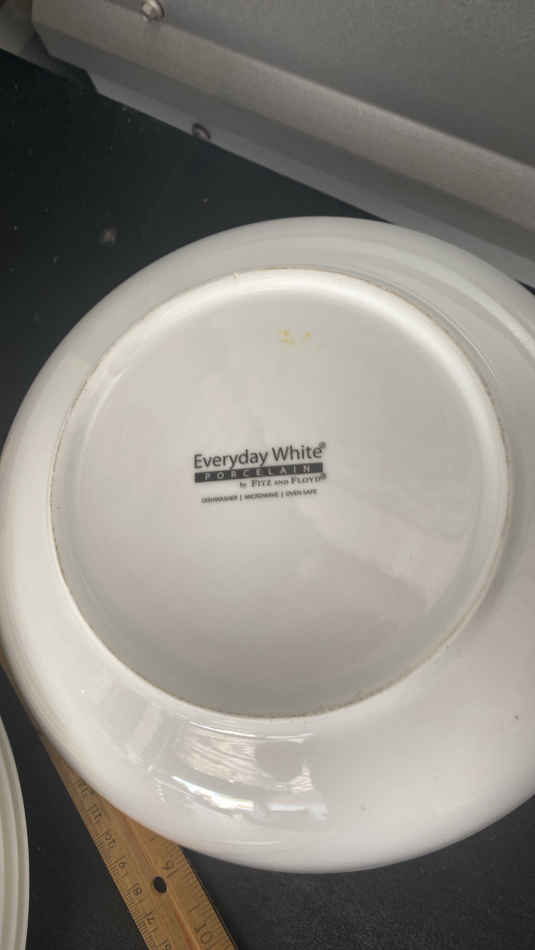 Everyday White®
PORCELAIN
by FITZ AND FLOYD®
DISHWASHER | MICROWAVE | OVEN SAFE